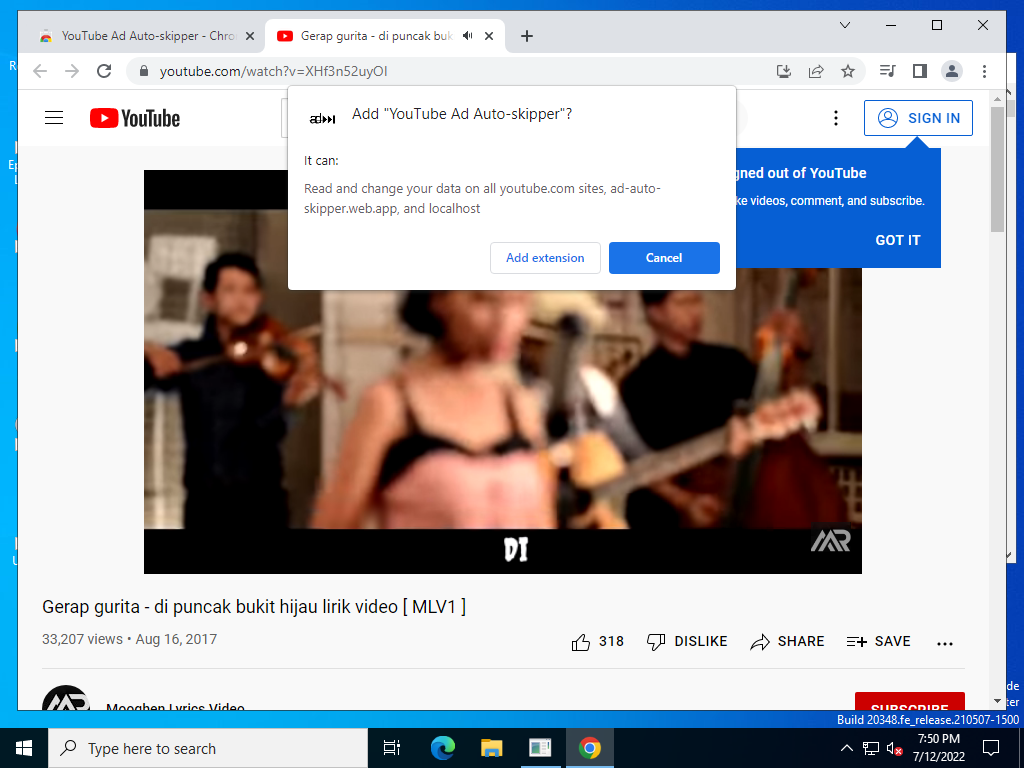 YouTube Ad Auto-skipper - Chro
Gerap gurita - di puncak buk
youtube.com/watch?v=XHf3n52uyOI
YouTube
SIGN IN
Add "YouTube Ad Auto-skipper"?
It can:
Read and change your data on all youtube.com sites, ad-auto-
skipper.web.app, and localhost
Add extension
Cancel
gned out of YouTube
ke videos, comment, and subscribe.
GOT IT
DI
MR
Gerap gurita - di puncak bukit hijau lirik video [ MLV1 ]
33,207 views • Aug 16, 2017
318
DISLIKE
SHARE
SAVE
Mooghen Lyrics Video
SUBSCRIBE
Build 20348.fe_release.210507-1500
Type here to search
7:50 PM
7/12/2022